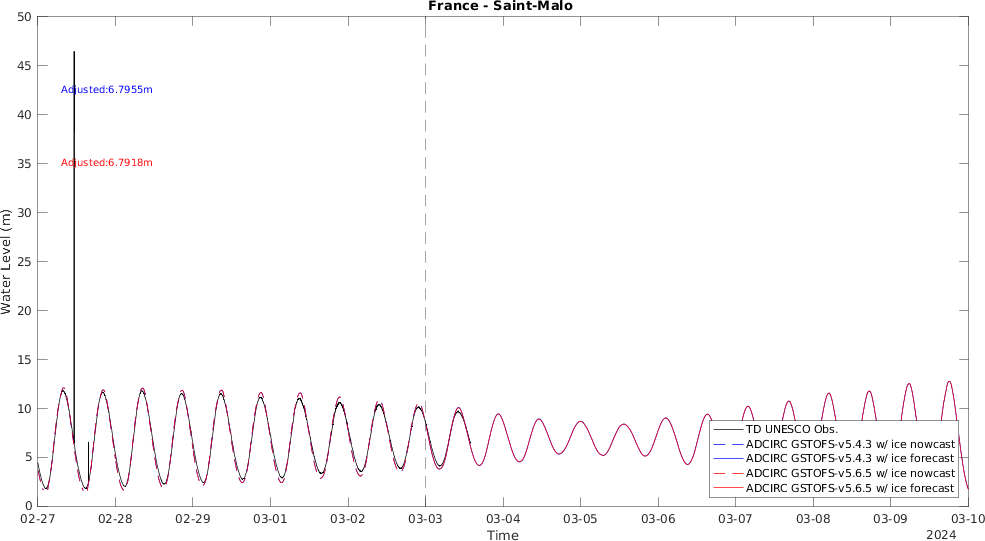 France - Saint-Malo
Water Level (m)
50
45
40
35
30
25
20
15
10
5
0
Adjusted:6.7955m
Adjusted:6.7918m
TD UNESCO Obs.
ADCIRC GSTOFS-v5.4.3 w/ ice nowcast
ADCIRC GSTOFS-v5.4.3 w/ ice forecast
ADCIRC GSTOFS-v5.6.5 w/ ice nowcast
ADCIRC GSTOFS-v5.6.5 w/ ice forecast
02-27 02-28 02-29 03-01 03-02 03-03 03-04 03-05 03-06 03-07 03-08 03-09 03-10
Time
2024